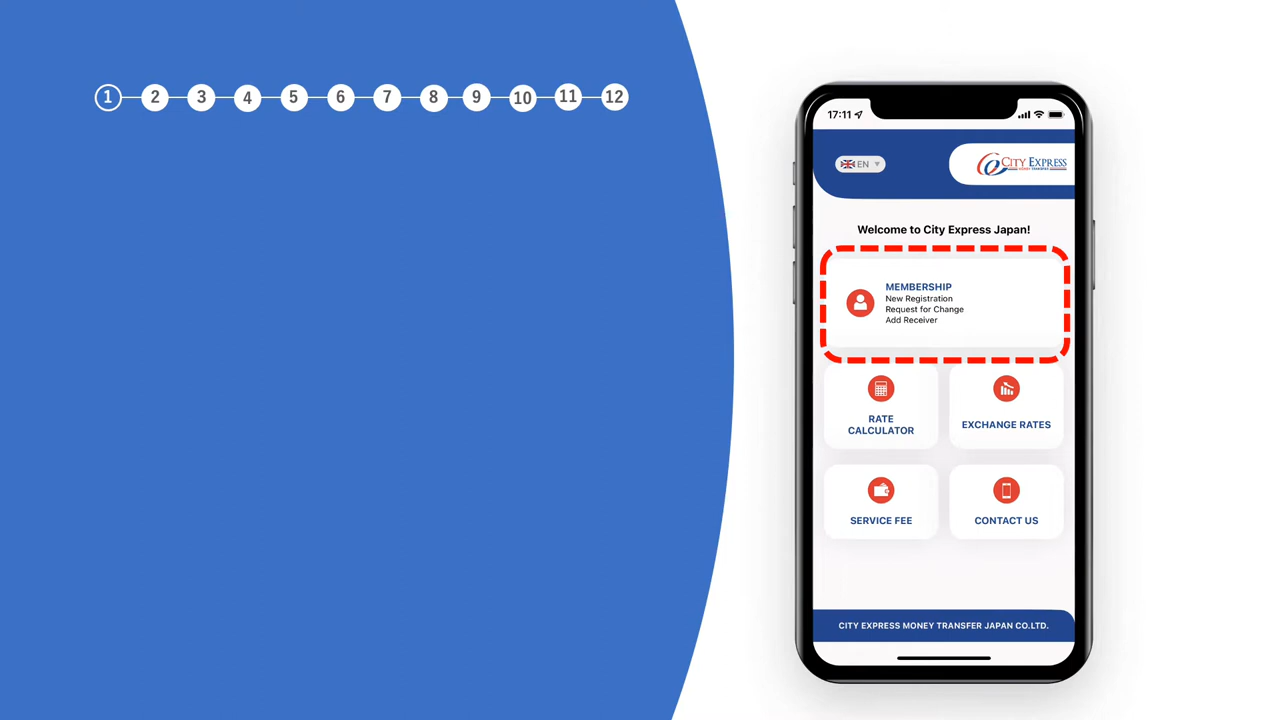 1 2 3 4 5 6 7 8 9 10 11 12
17:11
EN
CITY EXPRESS
MONEY TRANSFER
Welcome to City Express Japan!
MEMBERSHIP
New Registration
Request for Change
Add Receiver
RATE
CALCULATOR
EXCHANGE RATES
SERVICE FEE
CONTACT US
CITY EXPRESS MONEY TRANSFER JAPAN CO.LTD.